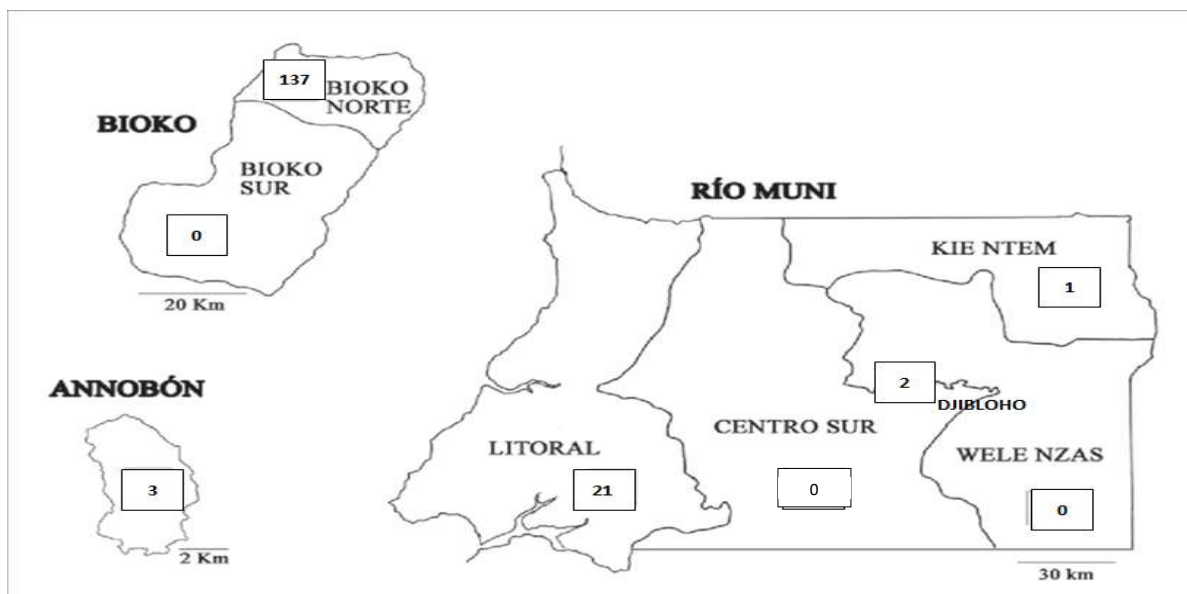 137
BIOKO
NORTE
BIOKO
BIOKO
SUR
0
20 Km
RÍO MUNI
KIE NTEM
1
ANNOBÓN
3
2 Km
2
DJIBLOHO
CENTRO SUR
LITORAL
21
0
WELE NZAS
0
30 km